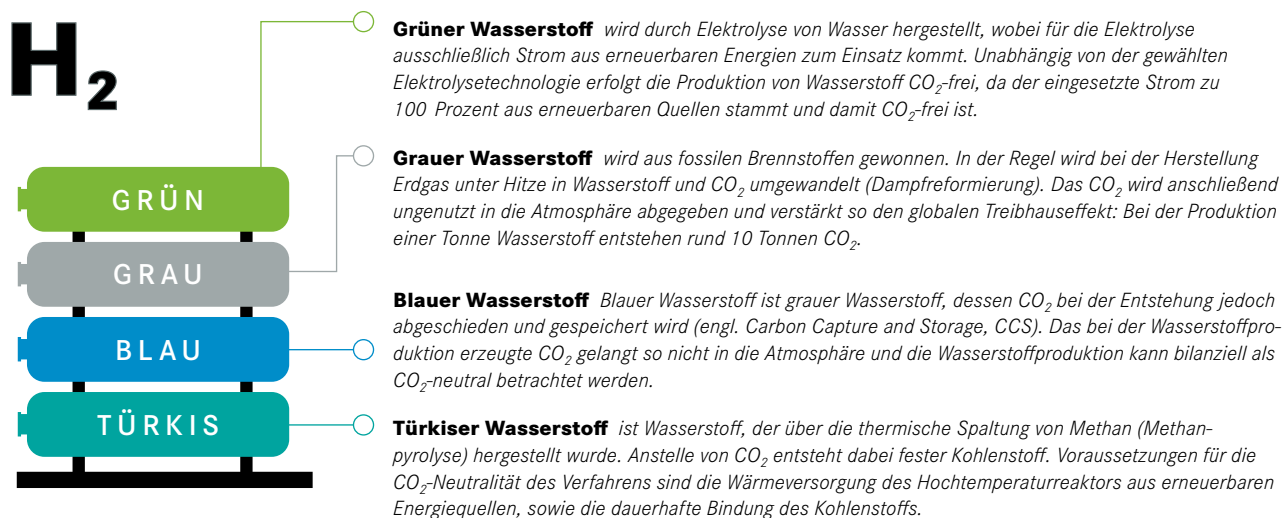 H₂
Grüner Wasserstoff wird durch Elektrolyse von Wasser hergestellt, wobei für die Elektrolyse
ausschließlich Strom aus erneuerbaren Energien zum Einsatz kommt. Unabhängig von der gewählten
Elektrolysetechnologie erfolgt die Produktion von Wasserstoff CO₂-frei, da der eingesetzte Strom zu
100 Prozent aus erneuerbaren Quellen stammt und damit CO₂-frei ist.
GRÜN
Grauer Wasserstoff wird aus fossilen Brennstoffen gewonnen. In der Regel wird bei der Herstellung
Erdgas unter Hitze in Wasserstoff und CO₂ umgewandelt (Dampfreformierung). Das CO₂ wird anschließend
ungenutzt in die Atmosphäre abgegeben und verstärkt so den globalen Treibhauseffekt: Bei der Produktion
einer Tonne Wasserstoff entstehen rund 10 Tonnen CO₂.
GRAU
Blauer Wasserstoff Blauer Wasserstoff ist grauer Wasserstoff, dessen CO₂ bei der Entstehung jedoch
abgeschieden und gespeichert wird (engl. Carbon Capture and Storage, CCS). Das bei der Wasserstoffpro-
duktion erzeugte CO₂ gelangt so nicht in die Atmosphäre und die Wasserstoffproduktion kann bilanziell als
CO₂-neutral betrachtet werden.
BLAU
Türkiser Wasserstoff ist Wasserstoff, der über die thermische Spaltung von Methan (Methan-
pyrolyse) hergestellt wurde. Anstelle von CO₂ entsteht dabei fester Kohlenstoff. Voraussetzungen für die
CO₂-Neutralität des Verfahrens sind die Wärmeversorgung des Hochtemperaturreaktors aus erneuerbaren
Energiequellen, sowie die dauerhafte Bindung des Kohlenstoffs.
TÜRKIS